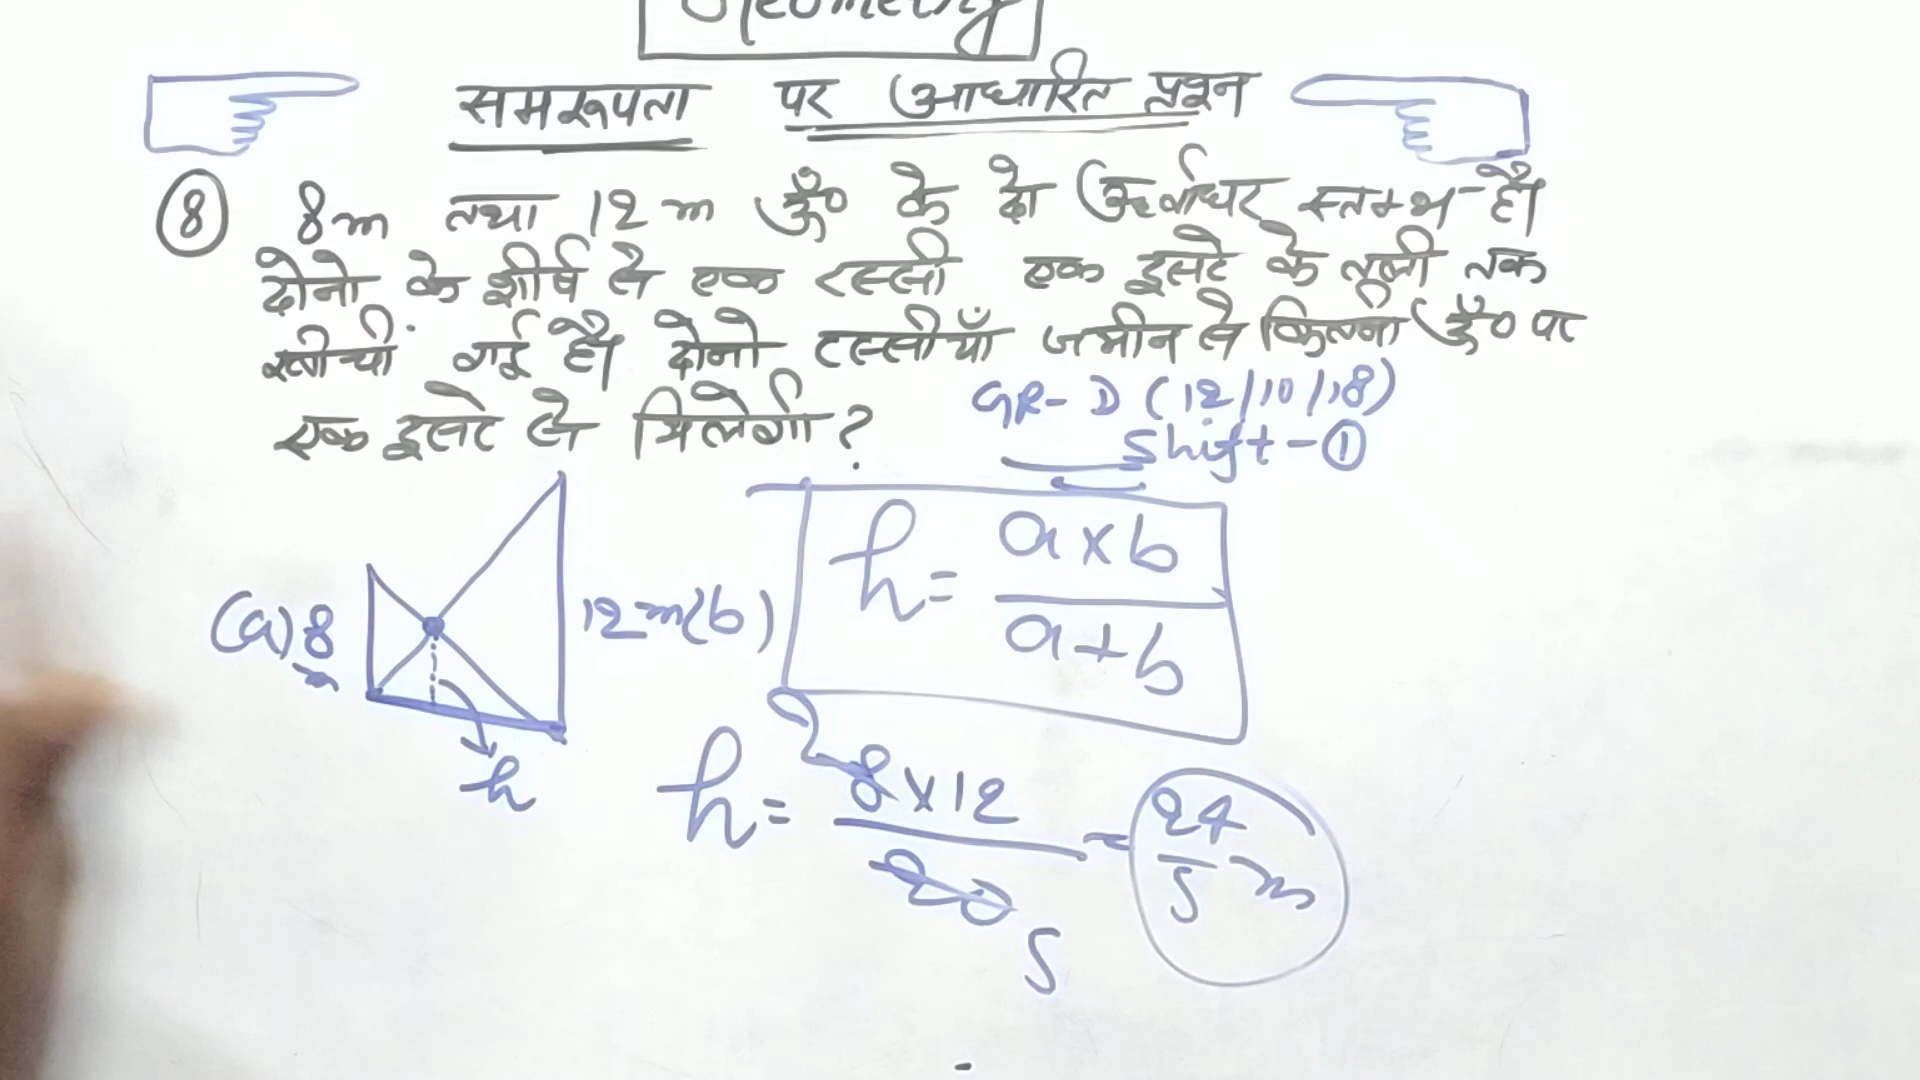 Geometry
समरूपता पर आधारित प्रश्न
⑧ 8m तथा 12m ऊँ० के दो ऊर्ध्वाधर स्तम्भ है।
दोनो के शीर्ष से एक रस्सी एक दुसरे के तली तक
खीची गई है। दोनो रस्सीयाँ जमीन से कितनी ऊँ० पर
एक दुसरे से मिलेगी?
GR-D (12/10/18)
Shift-①
(a) 8m
12m(b)
h
h = a×b / a+b
h = 8×12 / 20 = 24/5 m
2
5